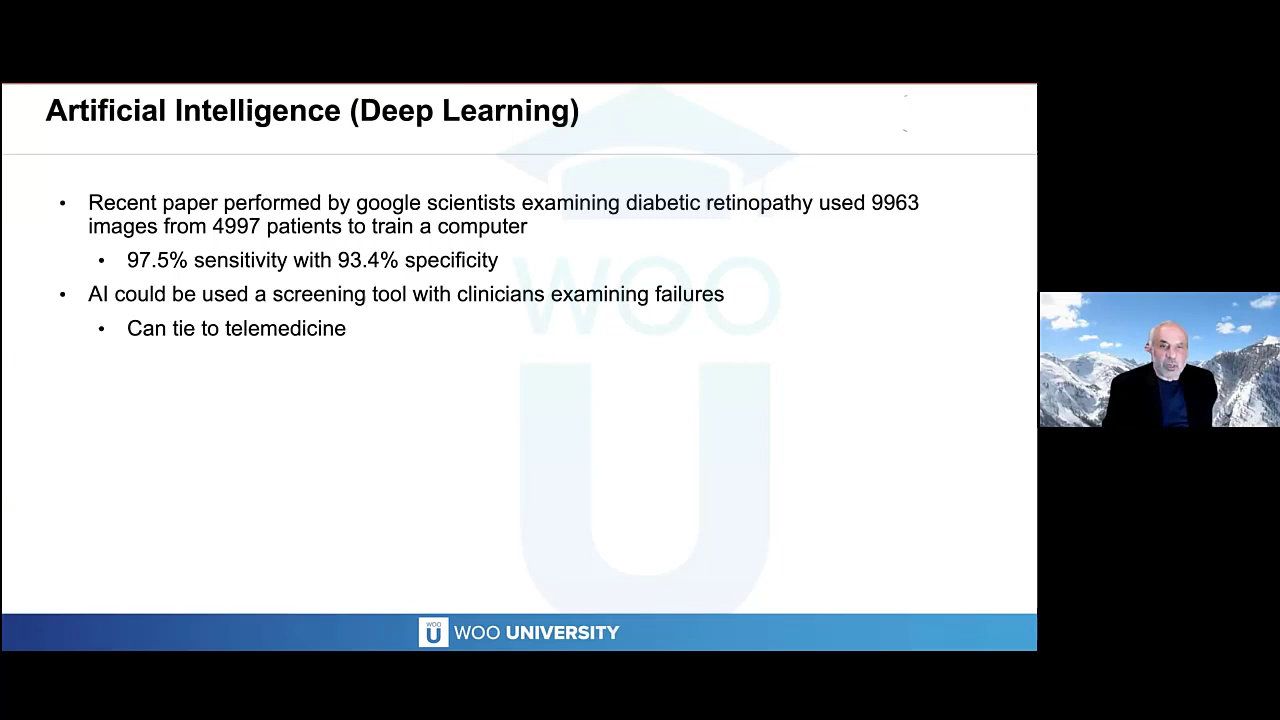 Artificial Intelligence (Deep Learning)
• Recent paper performed by google scientists examining diabetic retinopathy used 9963
images from 4997 patients to train a computer
• 97.5% sensitivity with 93.4% specificity
• AI could be used a screening tool with clinicians examining failures
• Can tie to telemedicine
WOO
U
WOO
U
WOO UNIVERSITY